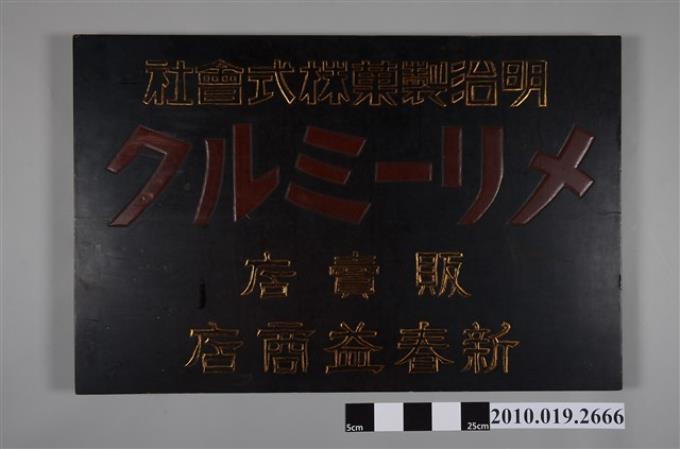 明治製菓株式會社
メリーミルク
販賣店
新春益商店
5cm
25cm
2010.019.2666